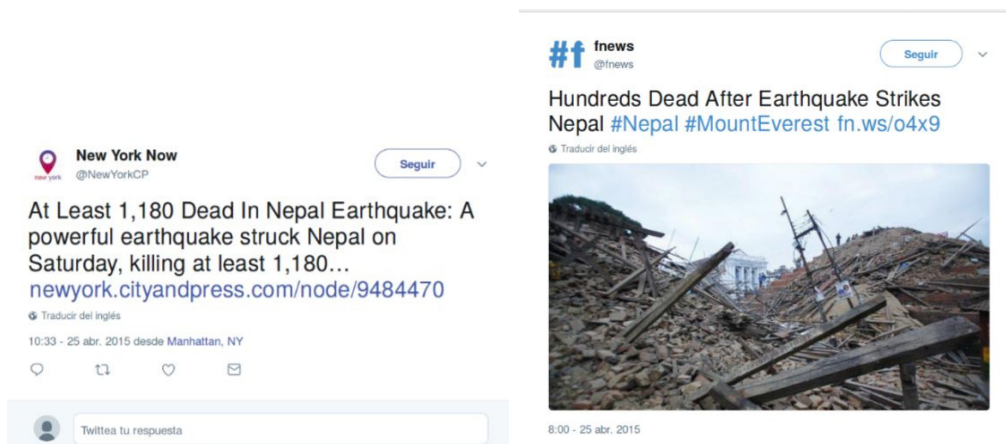 New York Now
@NewYorkCP
Seguir
new york
At Least 1,180 Dead In Nepal Earthquake: A
powerful earthquake struck Nepal on
Saturday, killing at least 1,180...
newyork.cityandpress.com/node/9484470
Traducir del inglés
10:33 - 25 abr. 2015 desde Manhattan, NY
Twittea tu respuesta
#f
fnews
@fnews
Seguir
Hundreds Dead After Earthquake Strikes
Nepal #Nepal #MountEverest fn.ws/o4x9
Traducir del inglés
8:00 - 25 abr. 2015